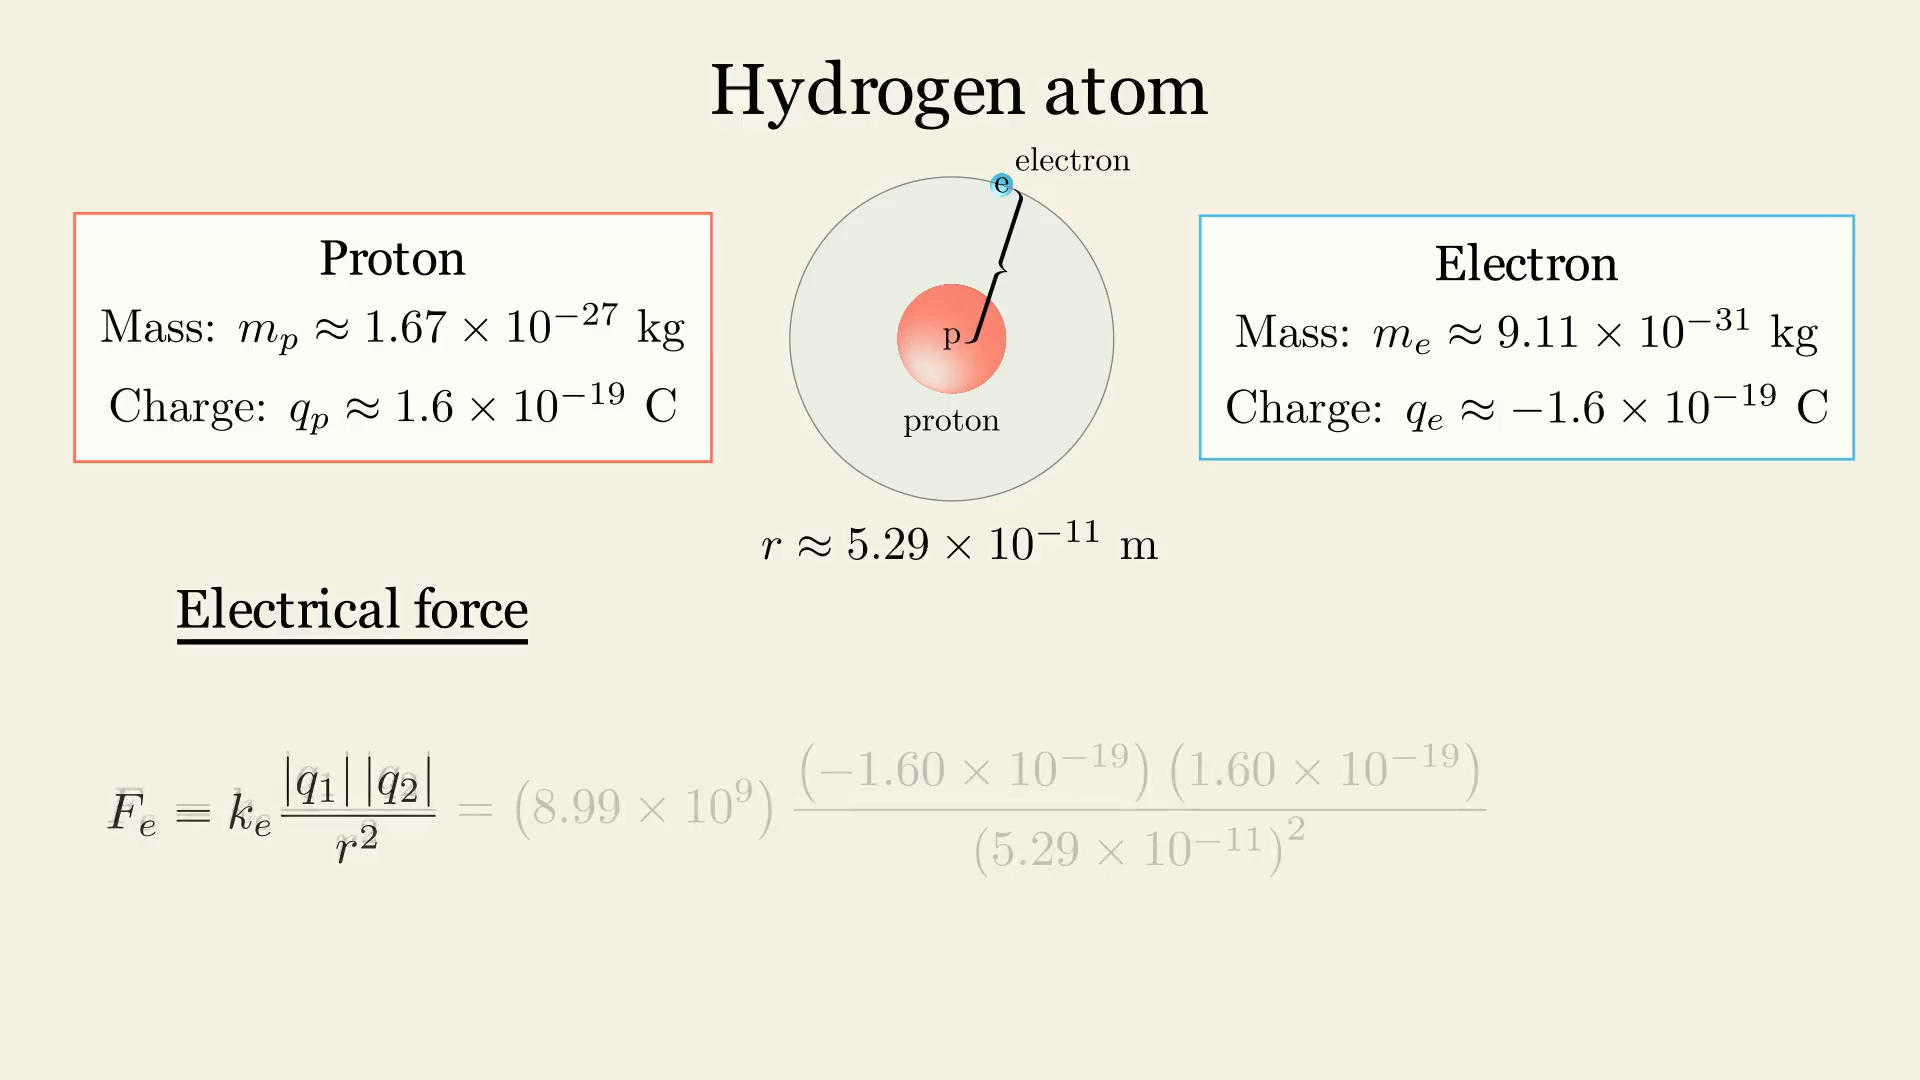 Hydrogen atom
electron
e
Proton
Mass: m_p ≈ 1.67 × 10^{−27} kg
Charge: q_p ≈ 1.6 × 10^{−19} C
p
proton
Electron
Mass: m_e ≈ 9.11 × 10^{−31} kg
Charge: q_e ≈ −1.6 × 10^{−19} C
r ≈ 5.29 × 10^{−11} m
Electrical force
F_e = k_e \frac{|q_1| |q_2|}{r^2} = (8.99 × 10^9) \frac{(−1.60 × 10^{−19}) (1.60 × 10^{−19})}{(5.29 × 10^{−11})^2}